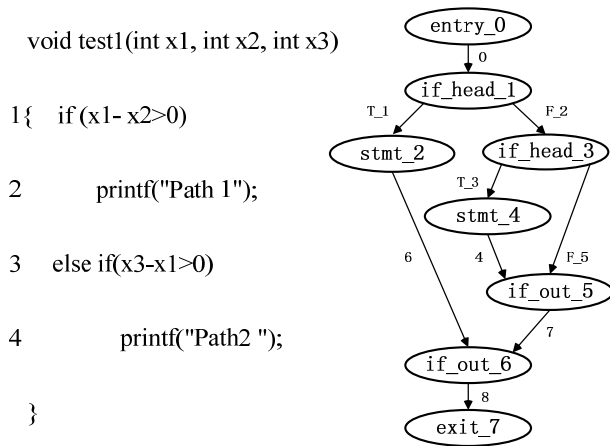 void test1(int x1, int x2, int x3)
1{ if (x1- x2>0)
2 printf("Path 1");
3 else if(x3-x1>0)
4 printf("Path2 ");
}
entry_0
0
if_head_1
T_1
F_2
stmt_2
if_head_3
T_3
stmt_4
6
4
F_5
if_out_5
7
if_out_6
8
exit_7